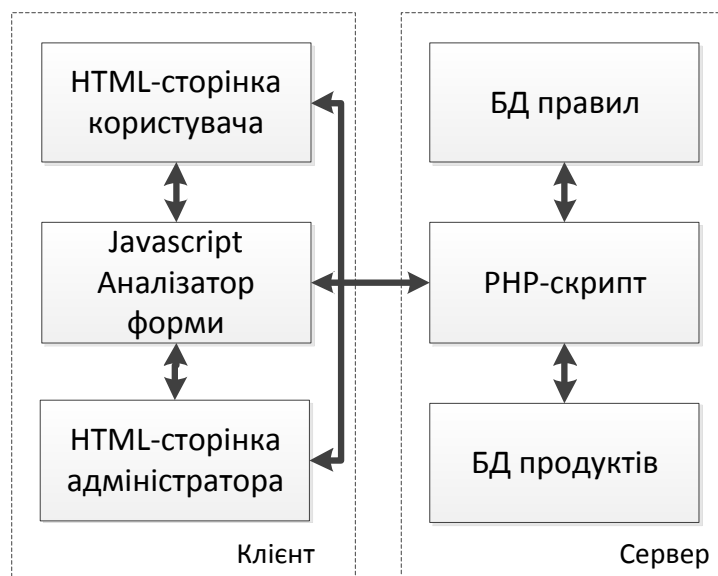 HTML-сторінка
користувача
Javascript
Аналізатор
форми
HTML-сторінка
адміністратора
Клієнт
БД правил
PHP-скрипт
БД продуктів
Сервер